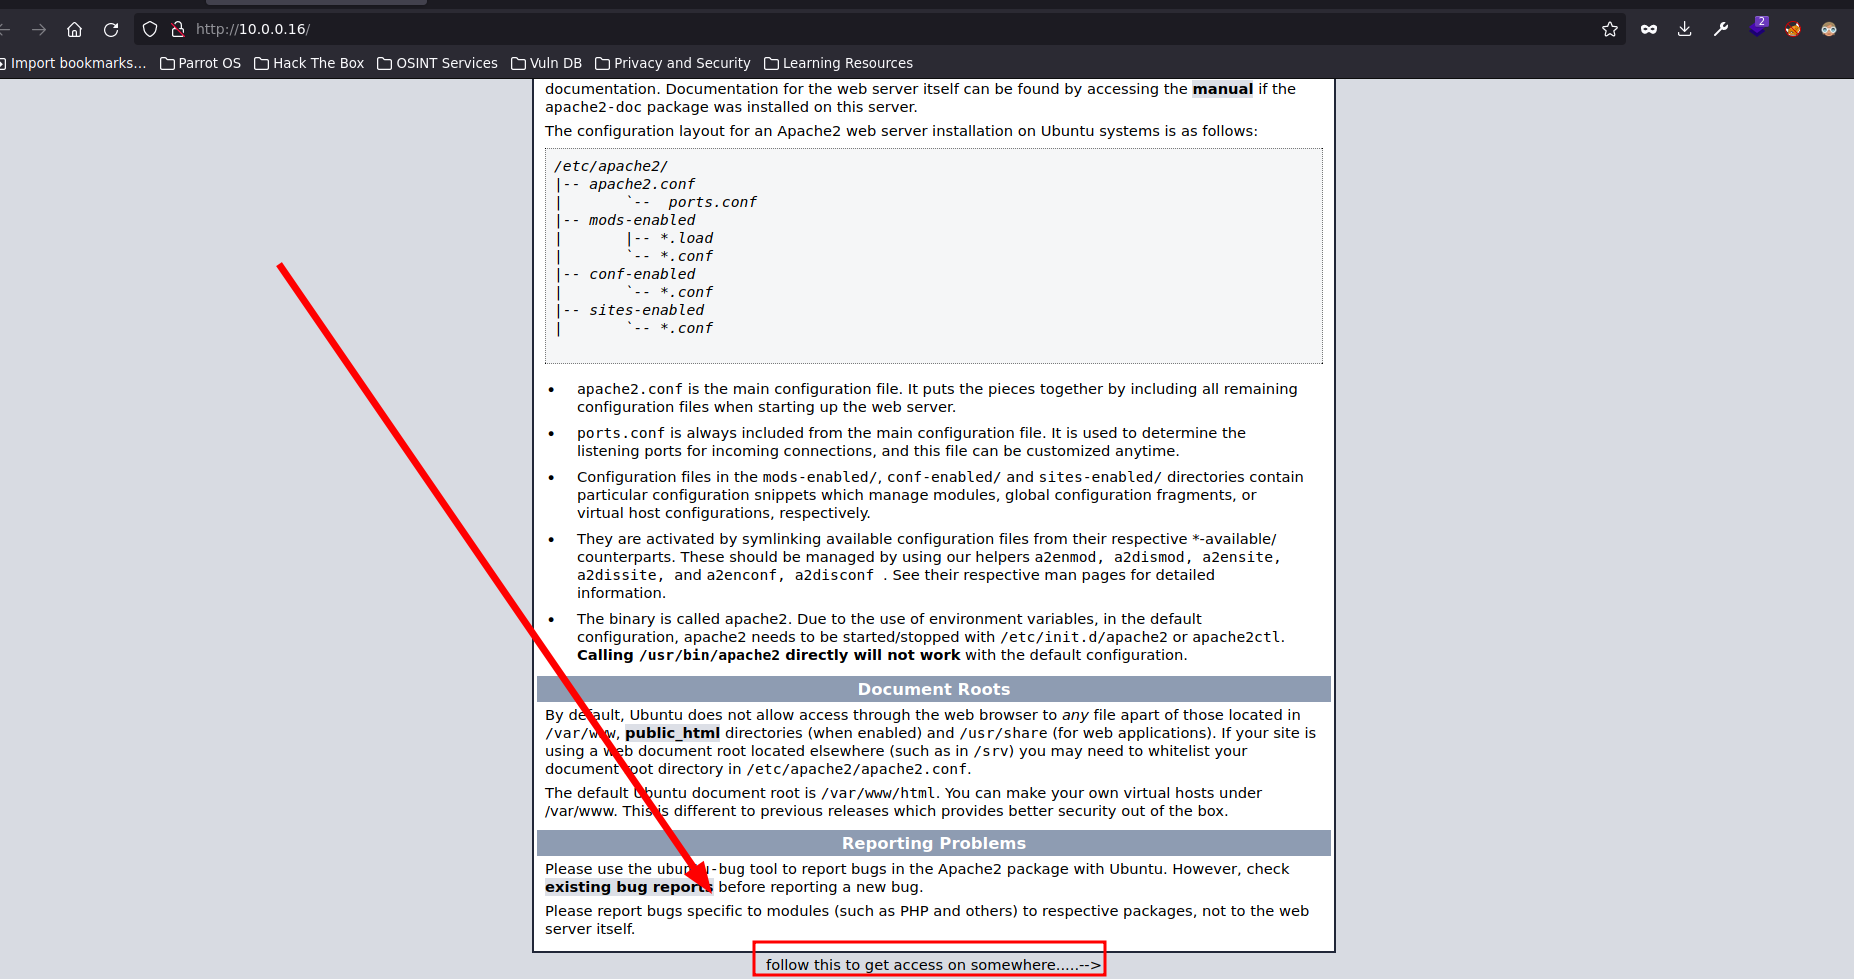 http://10.0.0.16/
2
Import bookmarks... Parrot OS Hack The Box OSINT Services Vuln DB Privacy and Security Learning Resources
documentation. Documentation for the web server itself can be found by accessing the manual if the
apache2-doc package was installed on this server.
The configuration layout for an Apache2 web server installation on Ubuntu systems is as follows:
/etc/apache2/
|-- apache2.conf
|       `--  ports.conf
|-- mods-enabled
|       |-- *.load
|       `-- *.conf
|-- conf-enabled
|       `-- *.conf
|-- sites-enabled
|       `-- *.conf
• apache2.conf is the main configuration file. It puts the pieces together by including all remaining
configuration files when starting up the web server.
• ports.conf is always included from the main configuration file. It is used to determine the
listening ports for incoming connections, and this file can be customized anytime.
• Configuration files in the mods-enabled/, conf-enabled/ and sites-enabled/ directories contain
particular configuration snippets which manage modules, global configuration fragments, or
virtual host configurations, respectively.
• They are activated by symlinking available configuration files from their respective *-available/
counterparts. These should be managed by using our helpers a2enmod, a2dismod, a2ensite,
a2dissite, and a2enconf, a2disconf . See their respective man pages for detailed
information.
• The binary is called apache2. Due to the use of environment variables, in the default
configuration, apache2 needs to be started/stopped with /etc/init.d/apache2 or apache2ctl.
Calling /usr/bin/apache2 directly will not work with the default configuration.
Document Roots
By default, Ubuntu does not allow access through the web browser to any file apart of those located in
/var/www, public_html directories (when enabled) and /usr/share (for web applications). If your site is
using a web document root located elsewhere (such as in /srv) you may need to whitelist your
document root directory in /etc/apache2/apache2.conf.
The default Ubuntu document root is /var/www/html. You can make your own virtual hosts under
/var/www. This is different to previous releases which provides better security out of the box.
Reporting Problems
Please use the ubuntu-bug tool to report bugs in the Apache2 package with Ubuntu. However, check
existing bug reports before reporting a new bug.
Please report bugs specific to modules (such as PHP and others) to respective packages, not to the web
server itself.
follow this to get access on somewhere.....-->